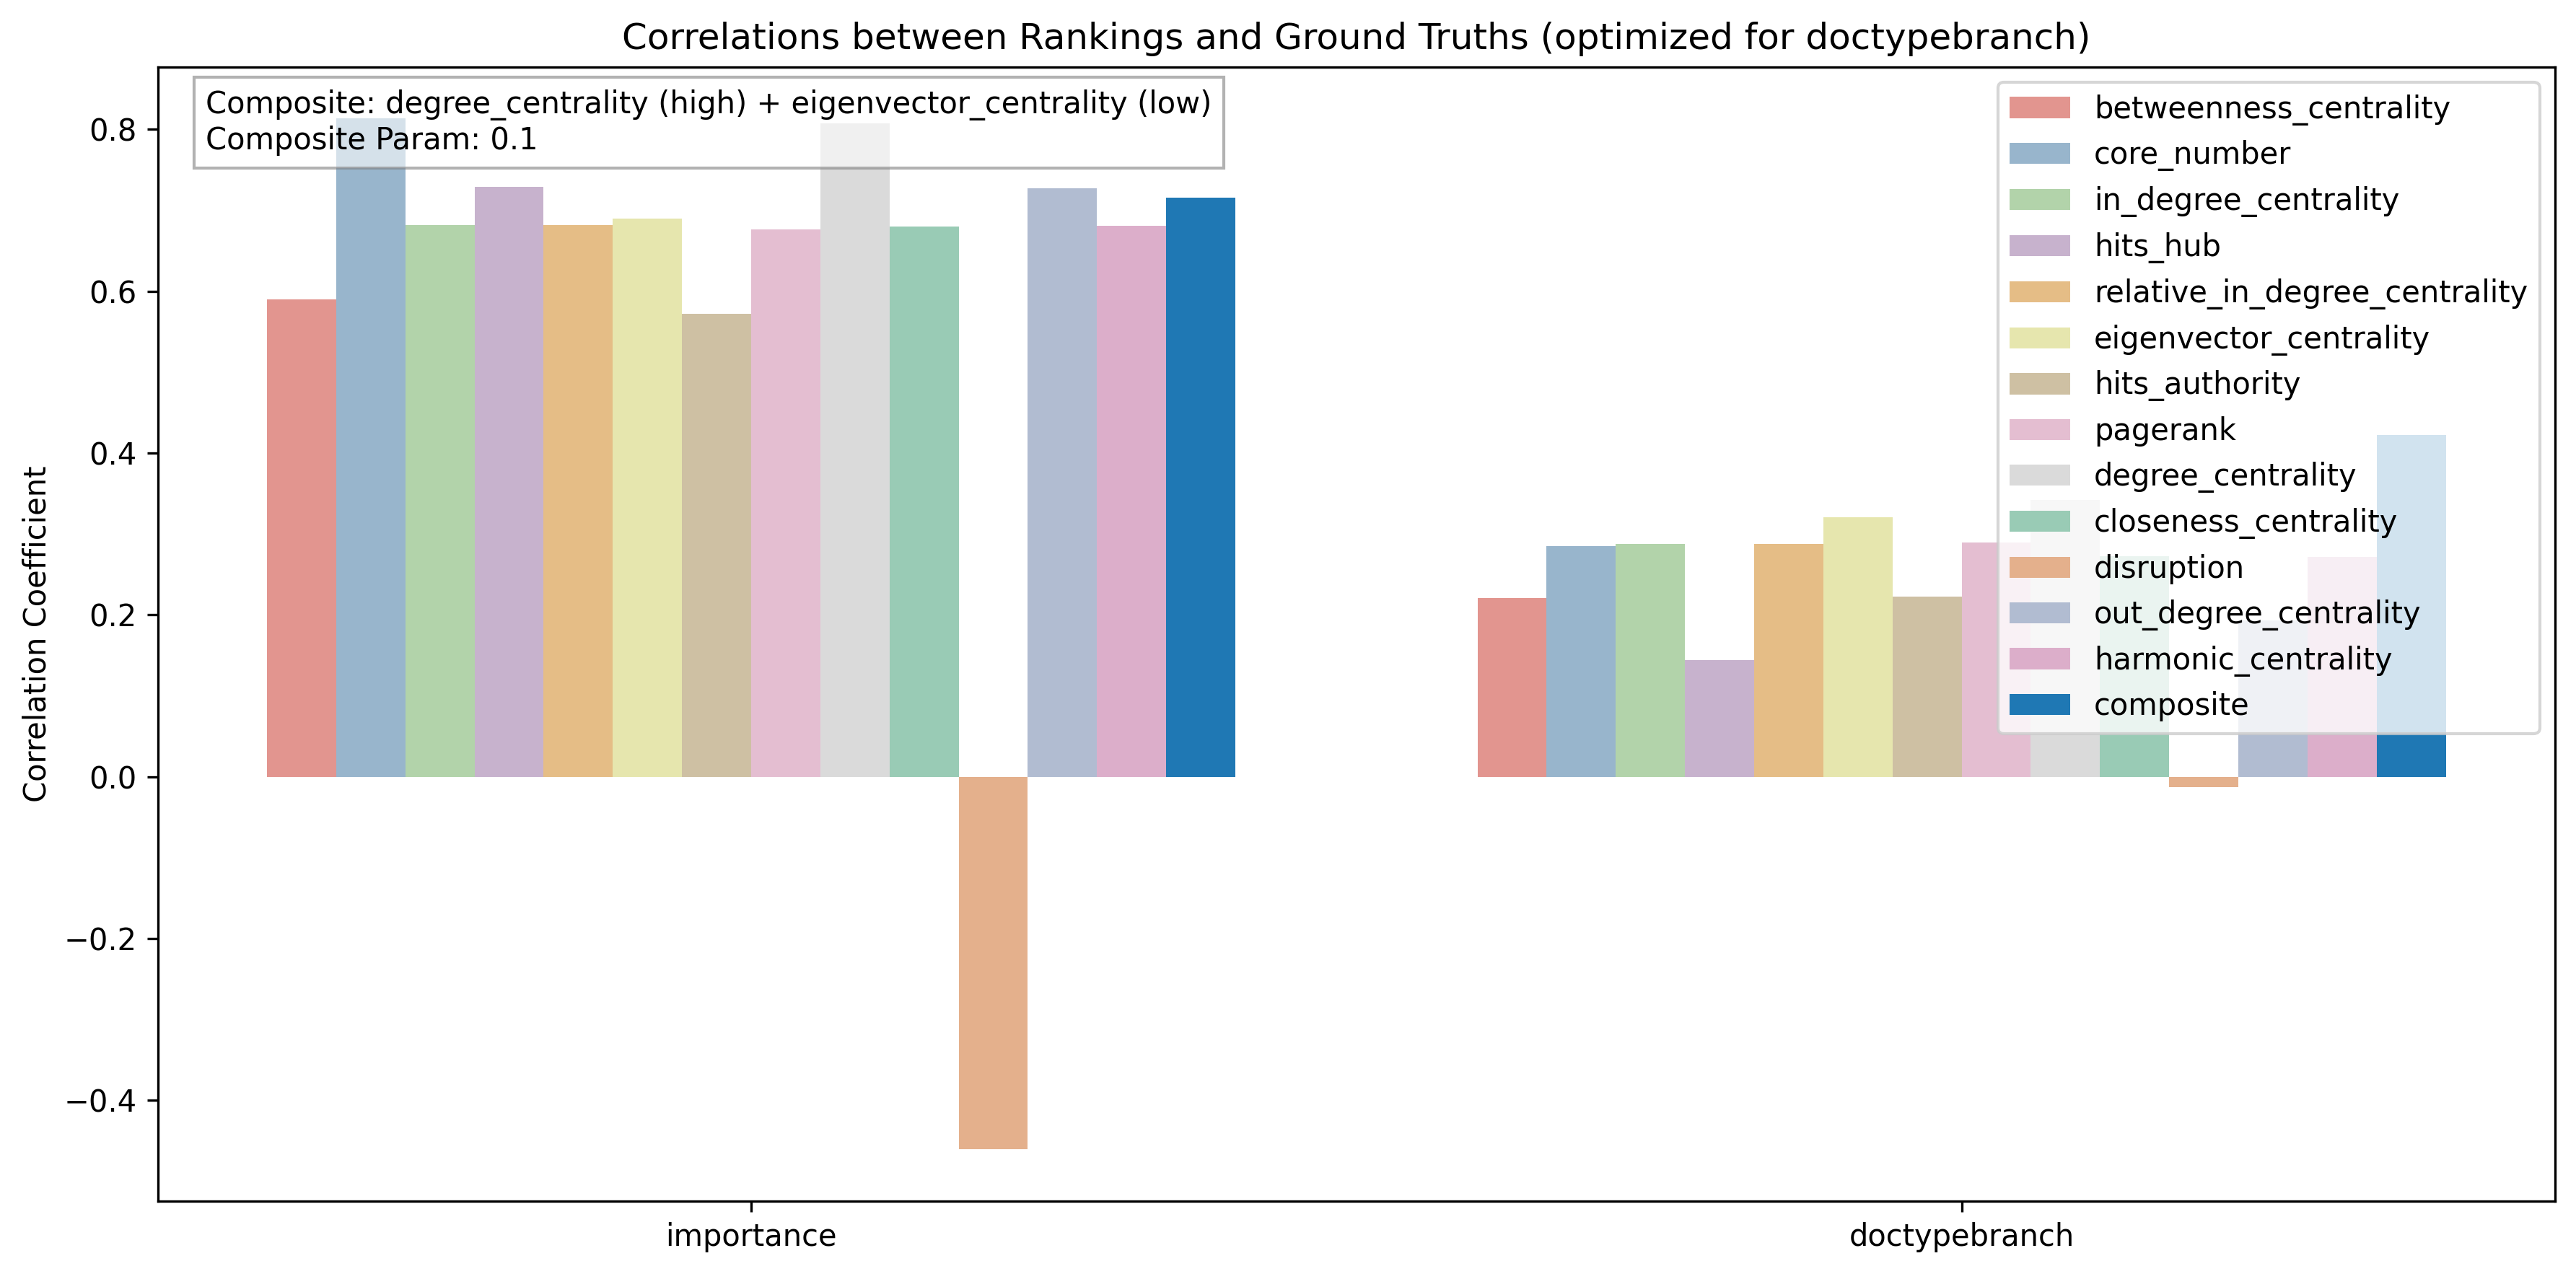 Correlations between Rankings and Ground Truths (optimized for doctypebranch)
Composite: degree_centrality (high) + eigenvector_centrality (low)
Composite Param: 0.1
betweenness_centrality
core_number
in_degree_centrality
hits_hub
relative_in_degree_centrality
eigenvector_centrality
hits_authority
pagerank
degree_centrality
closeness_centrality
disruption
out_degree_centrality
harmonic_centrality
composite
Correlation Coefficient
0.8
0.6
0.4
0.2
0.0
−0.2
−0.4
importance
doctypebranch